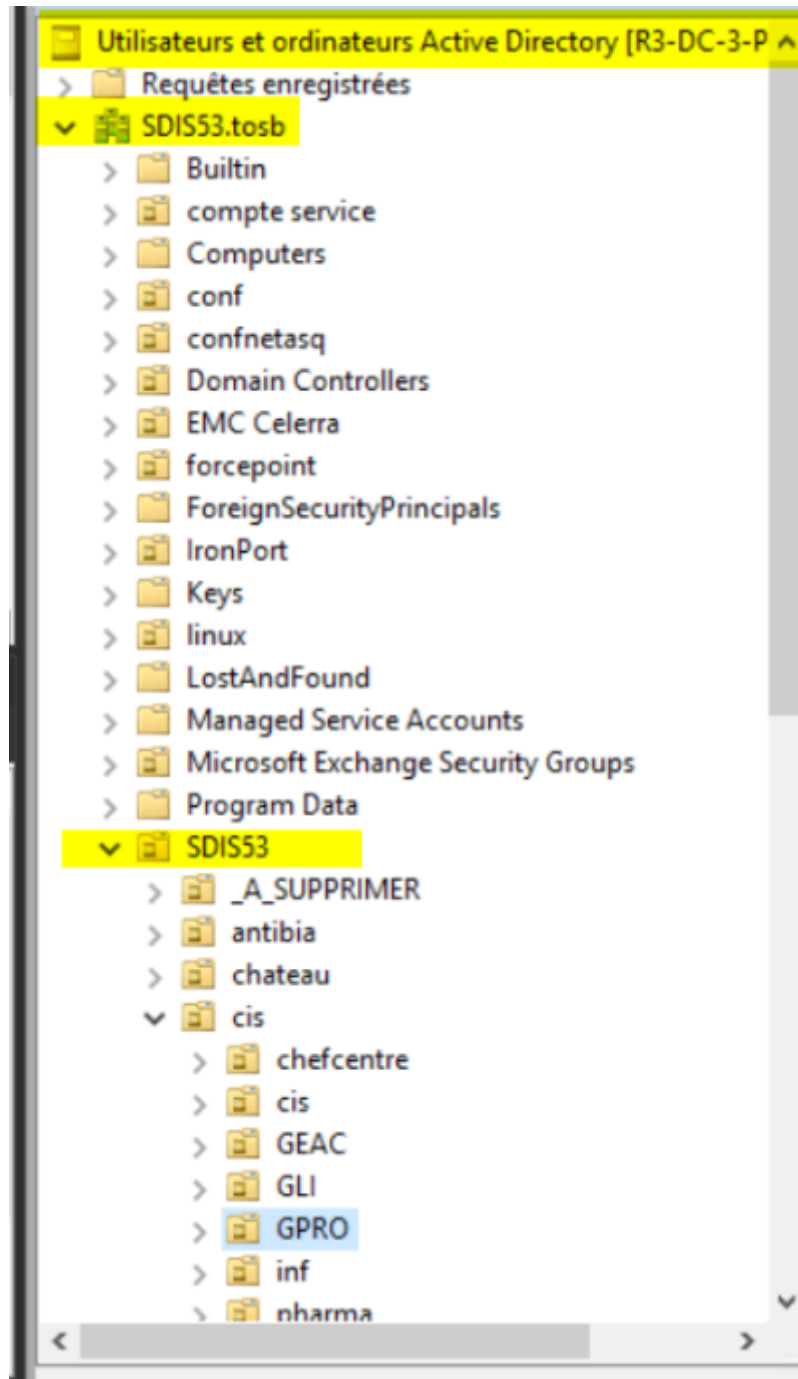 Utilisateurs et ordinateurs Active Directory [R3-DC-3-P
Requêtes enregistrées
SDIS53.tosb
Builtin
compte service
Computers
conf
confnetasq
Domain Controllers
EMC Celerra
forcepoint
ForeignSecurityPrincipals
IronPort
Keys
linux
LostAndFound
Managed Service Accounts
Microsoft Exchange Security Groups
Program Data
SDIS53
_A_SUPPRIMER
antibia
chateau
cis
chefcentre
cis
GEAC
GLI
GPRO
inf
pharma